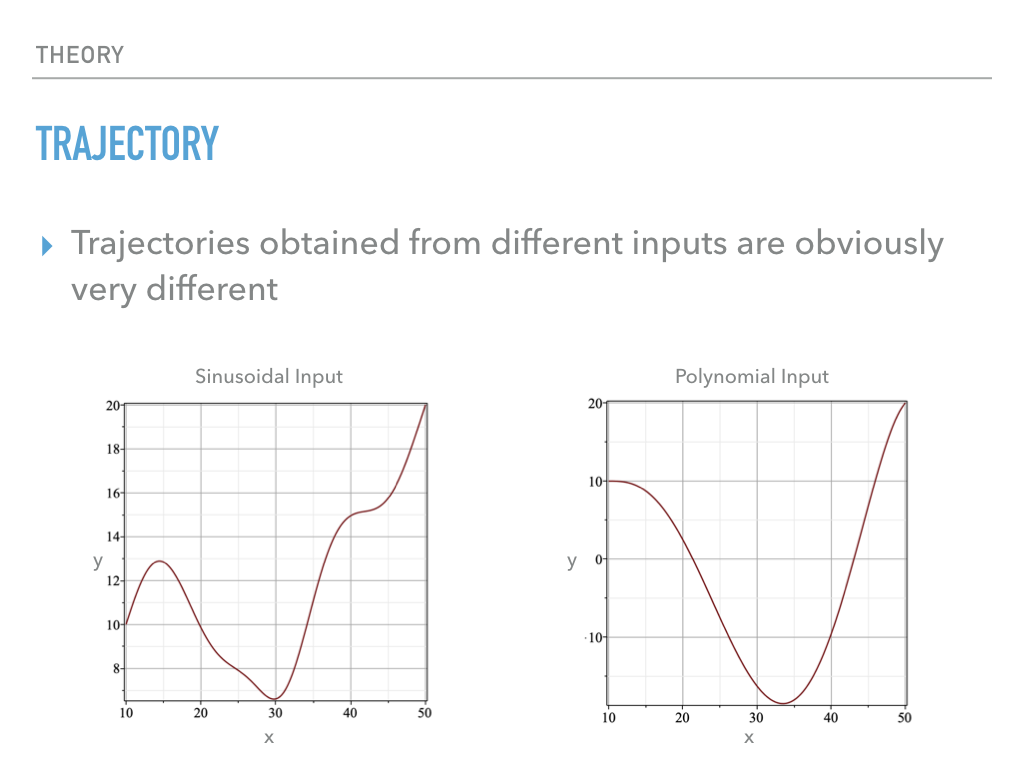 THEORY
TRAJECTORY
Trajectories obtained from different inputs are obviously
very different
Sinusoidal Input
20
18
16
14
12
10
8
y
10 20 30 40 50
x
Polynomial Input
20
10
0
-10
y
10 20 30 40 50
x